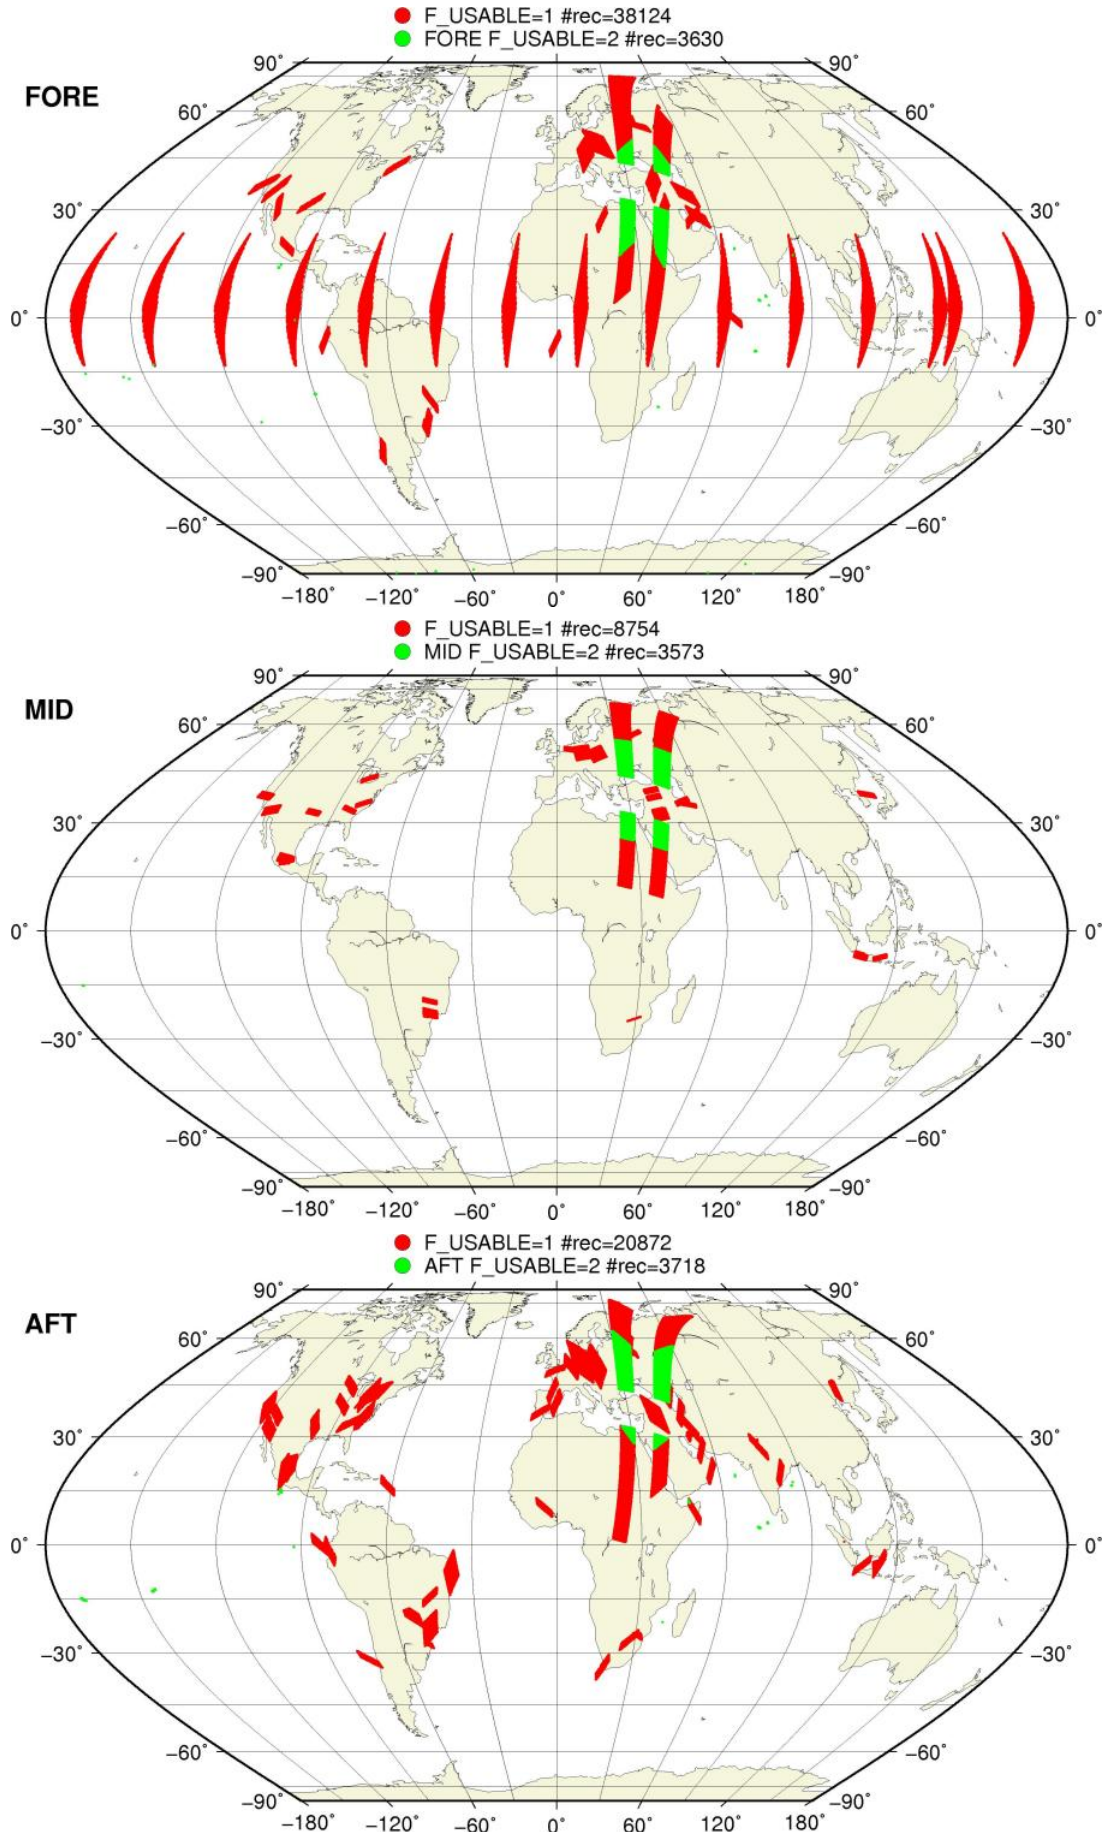 F_USABLE=1 #rec=38124
FORE F_USABLE=2 #rec=3630
FORE
90° 90°
60° 60°
30° 30°
0° 0°
−30° −30°
−60° −60°
−90° −90°
−180° −120° −60° 0° 60° 120° 180°
F_USABLE=1 #rec=8754
MID F_USABLE=2 #rec=3573
MID
90° 90°
60° 60°
30° 30°
0° 0°
−30° −30°
−60° −60°
−90° −90°
−180° −120° −60° 0° 60° 120° 180°
F_USABLE=1 #rec=20872
AFT F_USABLE=2 #rec=3718
AFT
90° 90°
60° 60°
30° 30°
0° 0°
−30° −30°
−60° −60°
−90° −90°
−180° −120° −60° 0° 60° 120° 180°